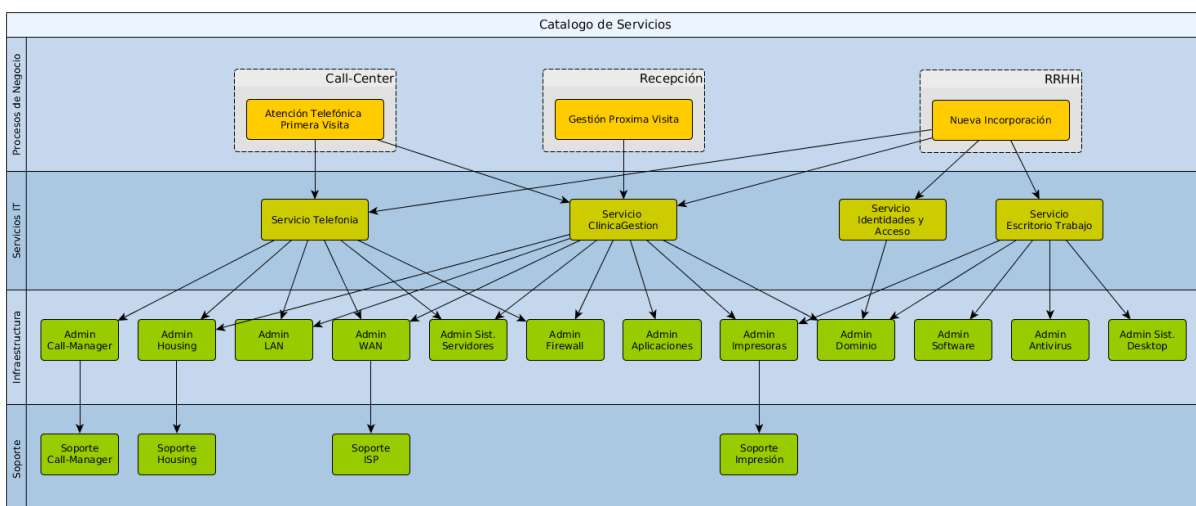 Catalogo de Servicios
Procesos de Negocio
Call-Center
Recepción
RRHH
Atención Telefónica
Primera Visita
Gestión Proxima Visita
Nueva Incorporación
Servicios IT
Servicio Telefonia
Servicio
ClinicaGestion
Servicio
Identidades y
Acceso
Servicio
Escritorio Trabajo
Infraestructura
Admin
Call-Manager
Admin
Housing
Admin
LAN
Admin
WAN
Admin Sist.
Servidores
Admin
Firewall
Admin
Aplicaciones
Admin
Impresoras
Admin
Dominio
Admin
Software
Admin
Antivirus
Admin Sist.
Desktop
Soporte
Soporte
Call-Manager
Soporte
Housing
Soporte
ISP
Soporte
Impresión